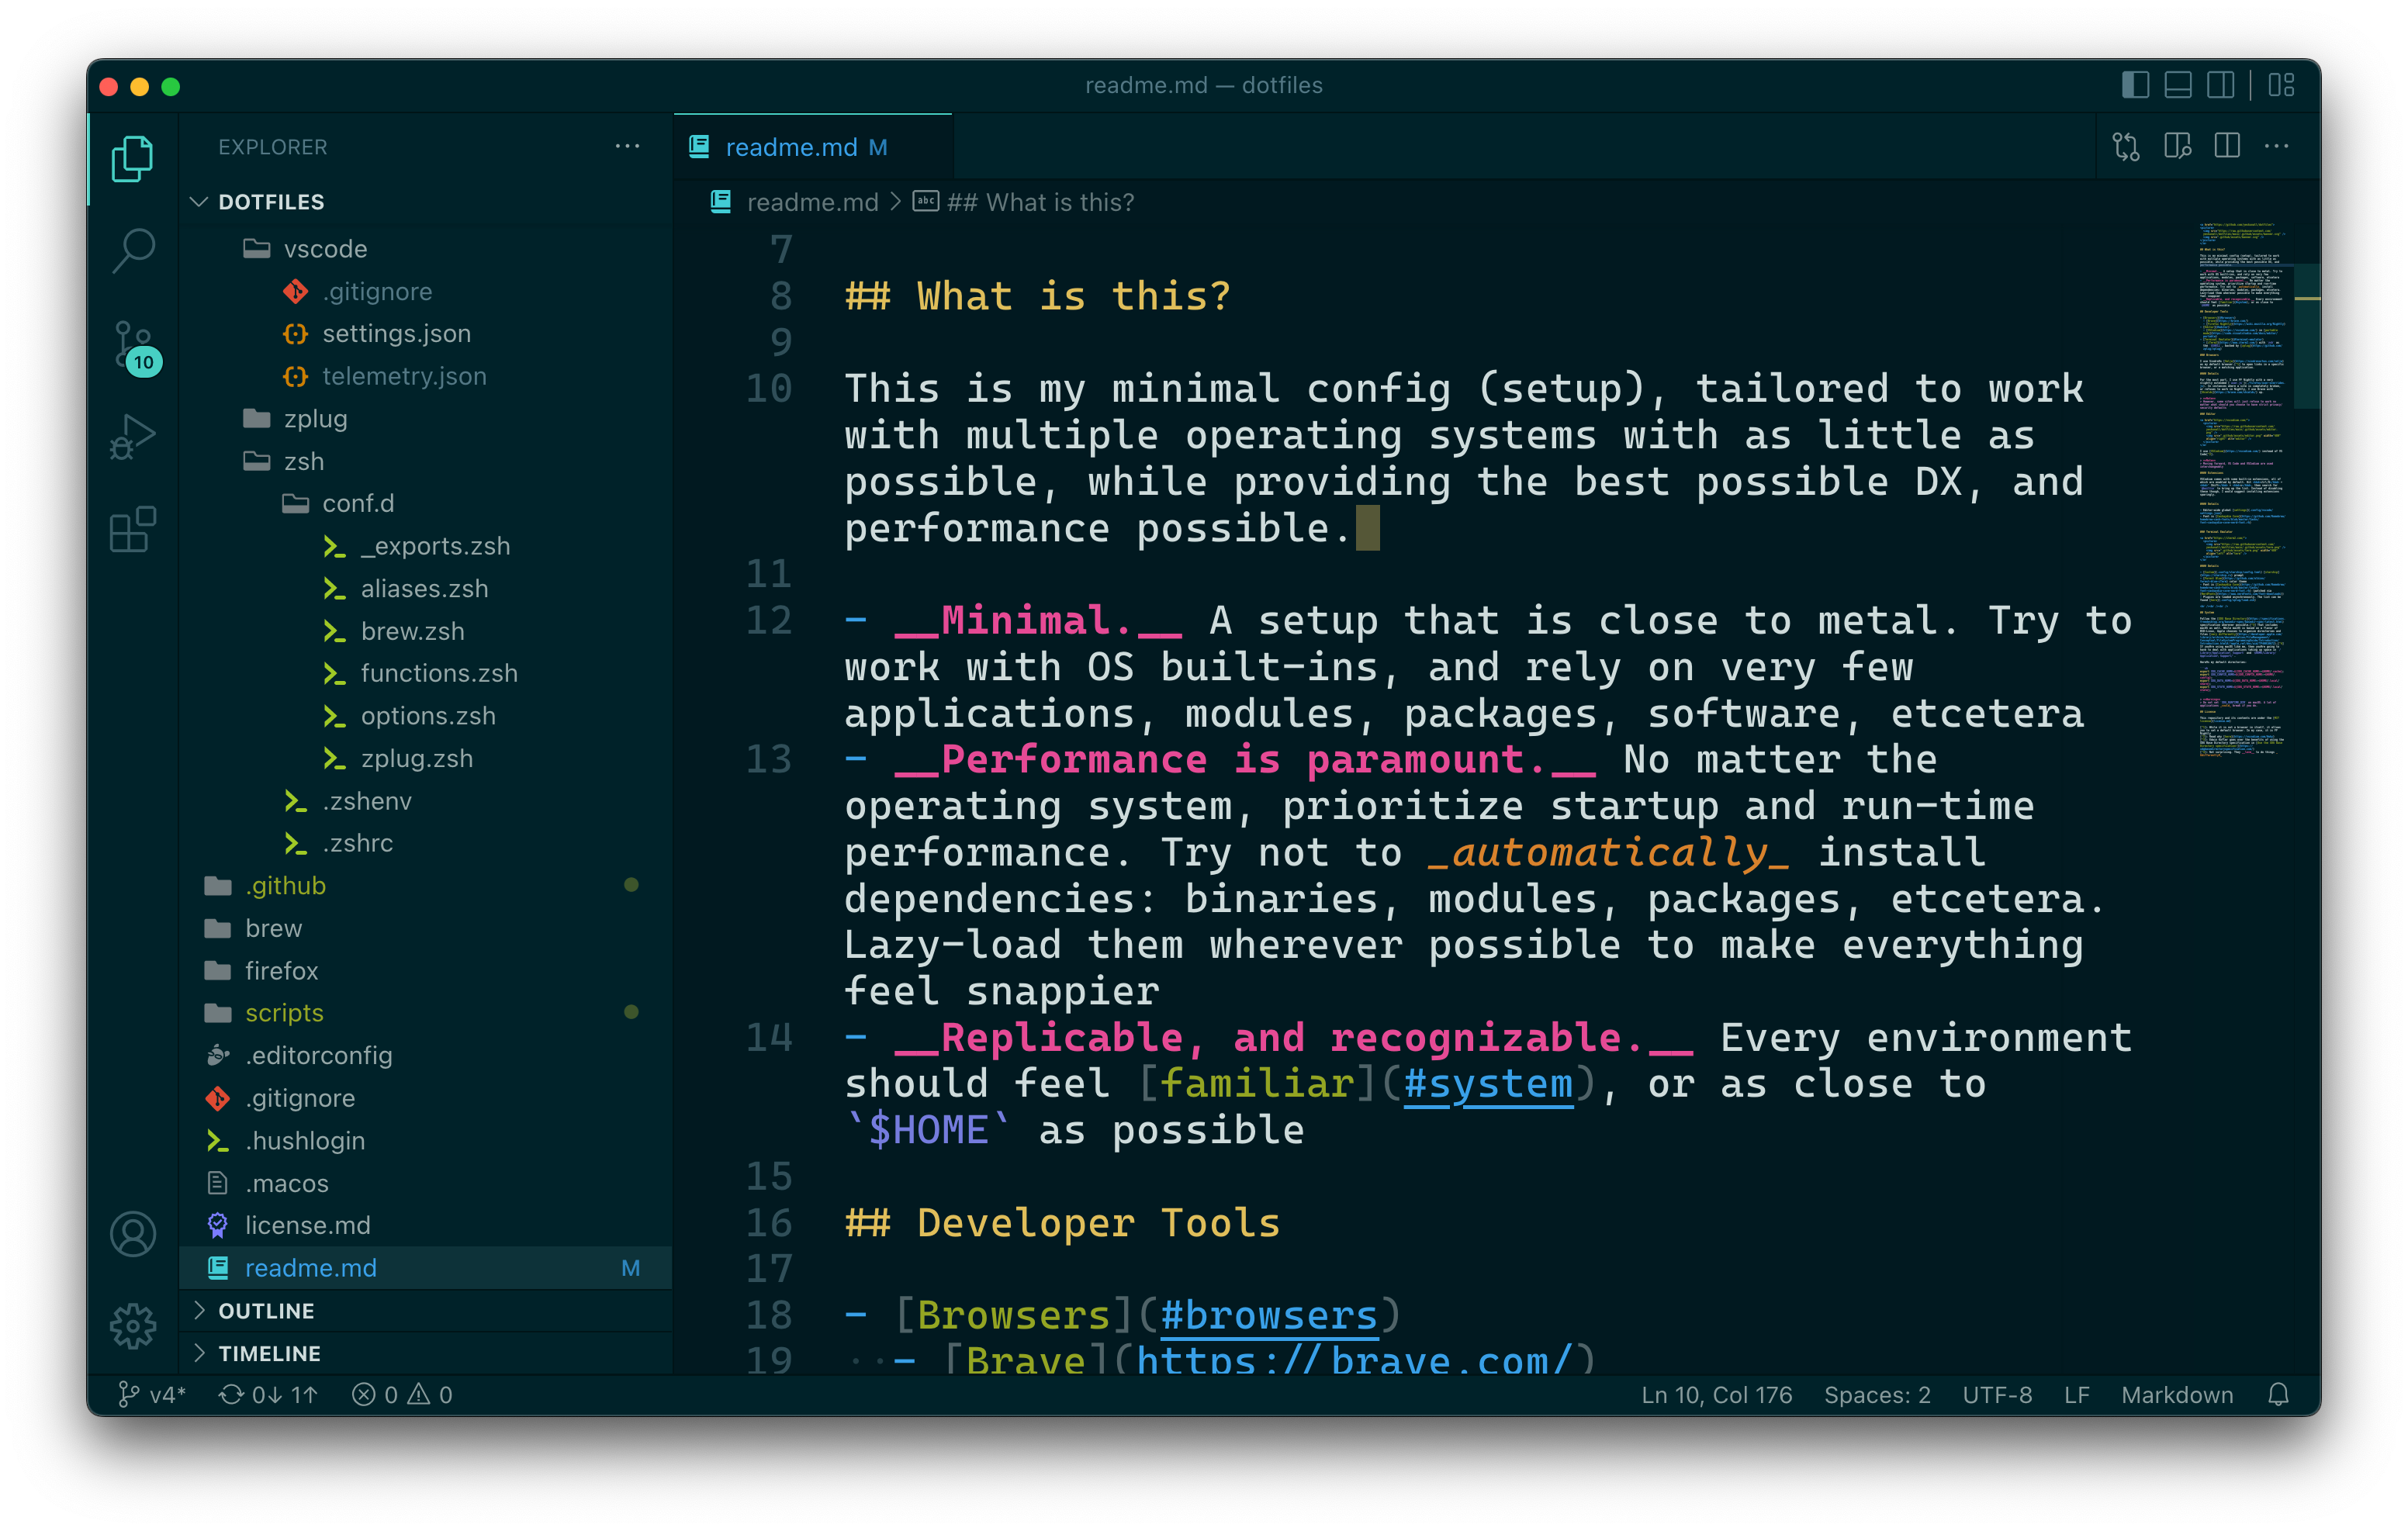 readme.md — dotfiles
EXPLORER
DOTFILES
vscode
.gitignore
settings.json
telemetry.json
zplug
zsh
conf.d
_exports.zsh
aliases.zsh
brew.zsh
functions.zsh
options.zsh
zplug.zsh
.zshenv
.zshrc
.github
brew
firefox
scripts
.editorconfig
.gitignore
.hushlogin
.macos
license.md
readme.md M
OUTLINE
TIMELINE
10
readme.md M
readme.md > abc ## What is this?
7
8 ## What is this?
9
10 This is my minimal config (setup), tailored to work
with multiple operating systems with as little as
possible, while providing the best possible DX, and
performance possible.
11
12 - __Minimal.__ A setup that is close to metal. Try to
work with OS built-ins, and rely on very few
applications, modules, packages, software, etcetera
13 - __Performance is paramount.__ No matter the
operating system, prioritize startup and run-time
performance. Try not to _automatically_ install
dependencies: binaries, modules, packages, etcetera.
Lazy-load them wherever possible to make everything
feel snappier
14 - __Replicable, and recognizable.__ Every environment
should feel [familiar](#system), or as close to
`$HOME` as possible
15
16 ## Developer Tools
17
18 - [Browsers](#browsers)
19 ··- [Brave](https://brave.com/)
v4* 0↓ 1↑ 0 0
Ln 10, Col 176 Spaces: 2 UTF-8 LF Markdown